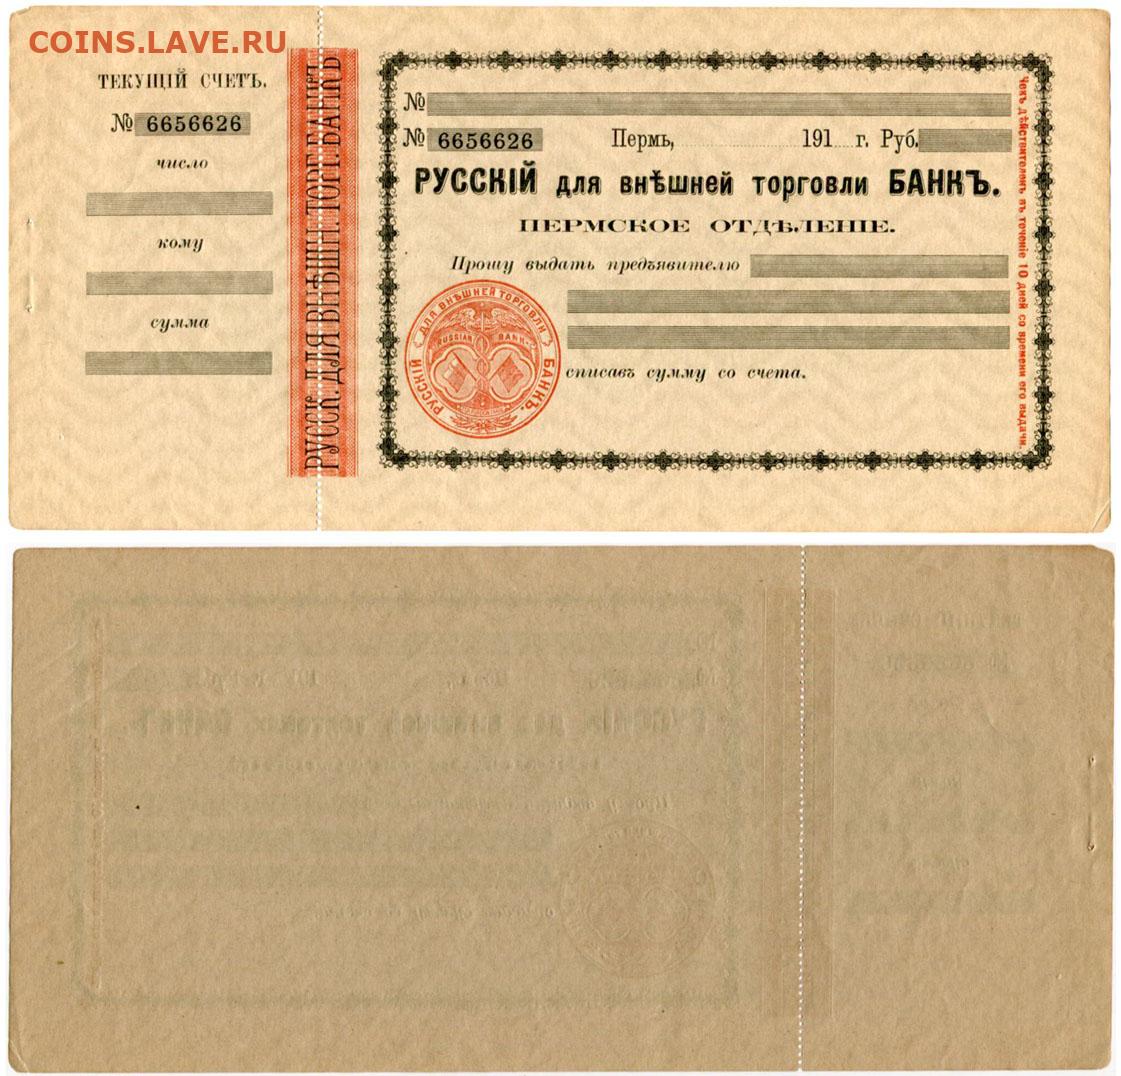 COINS.LAVE.RU
ТЕКУЩІЙ СЧЕТЪ.
№ 6656626
число
кому
сумма
РУССК. ДЛЯ ВНѢШН. ТОРГ. БАНКЪ
№
№ 6656626 Пермь, 191 г. Руб.
РУССКІЙ для внѣшней торговли БАНКЪ.
ПЕРМСКОЕ ОТДѢЛЕНІЕ.
Прошу выдать предъявителю
РУССКІЙ ДЛЯ ВНѢШНЕЙ ТОРГОВЛИ БАНКЪ.
RUSSIAN BANK
списавъ сумму со счета.
Чекъ дѣйствителенъ въ теченіе 10 дней со времени его выдачи.